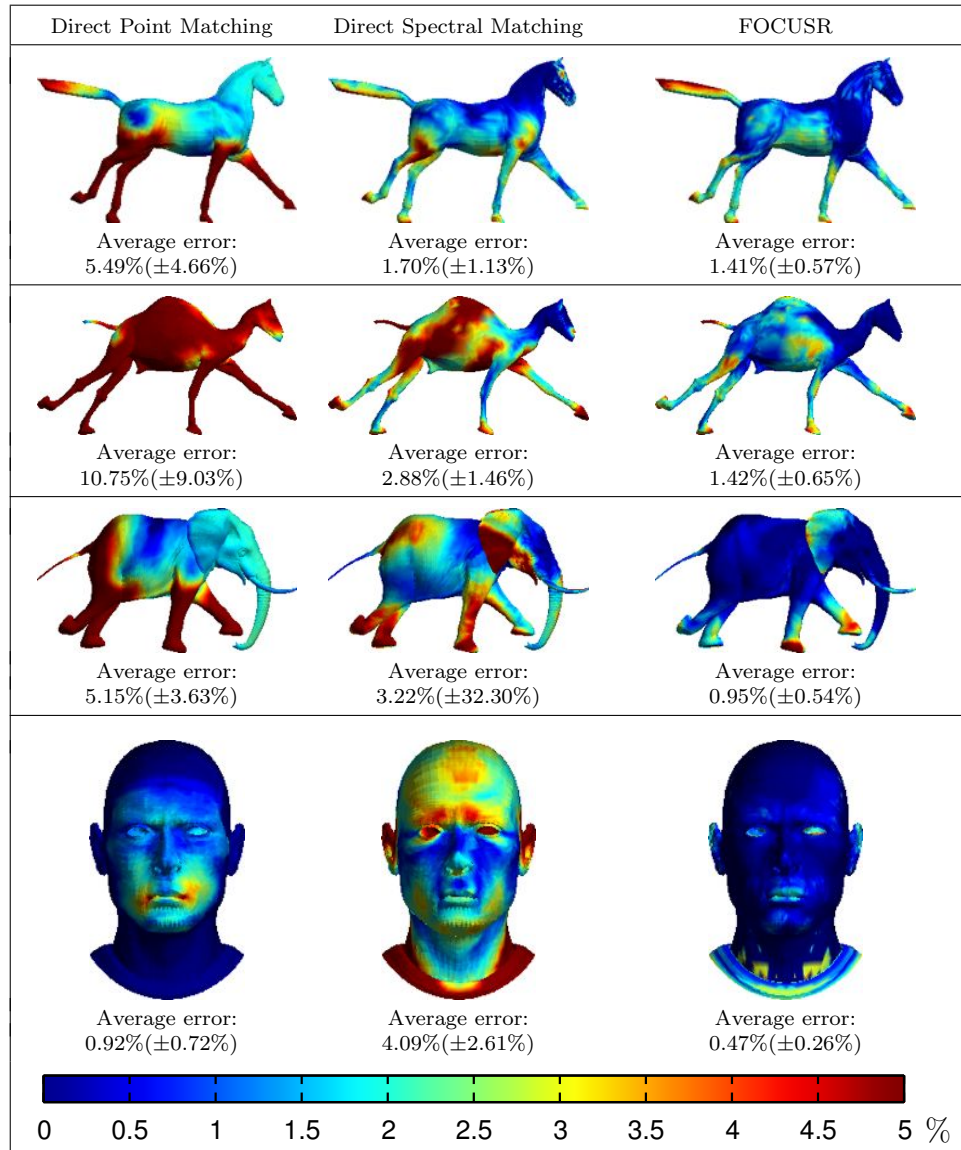 Direct Point Matching Direct Spectral Matching FOCUSR
Average error: Average error: Average error:
5.49%(±4.66%) 1.70%(±1.13%) 1.41%(±0.57%)
Average error: Average error: Average error:
10.75%(±9.03%) 2.88%(±1.46%) 1.42%(±0.65%)
Average error: Average error: Average error:
5.15%(±3.63%) 3.22%(±32.30%) 0.95%(±0.54%)
Average error: Average error: Average error:
0.92%(±0.72%) 4.09%(±2.61%) 0.47%(±0.26%)
0 0.5 1 1.5 2 2.5 3 3.5 4 4.5 5 %